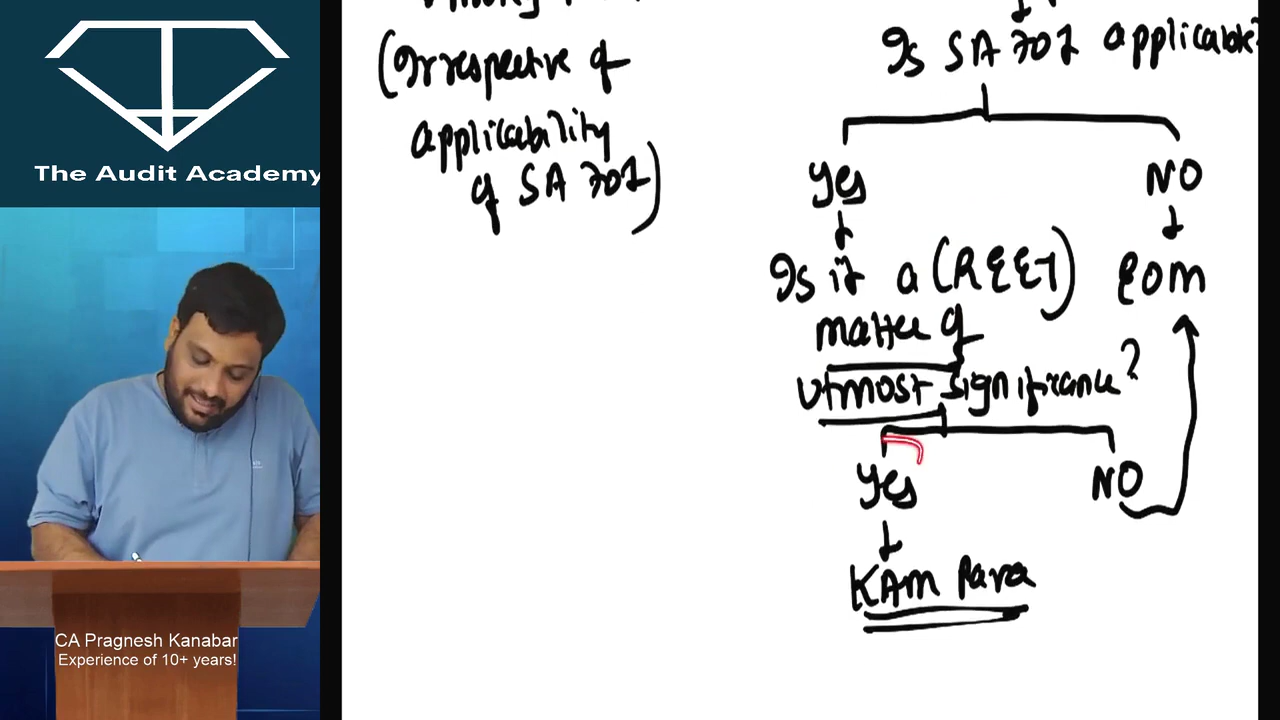 The Audit Academy
(Irrespective of
applicability
of SA 701)
Is SA 701 applicable?
Yes
NO
Is it a (REET)
matter of
utmost significance?
EOM
Yes
NO
KAM Para
CA Pragnesh Kanabar
Experience of 10+ years!